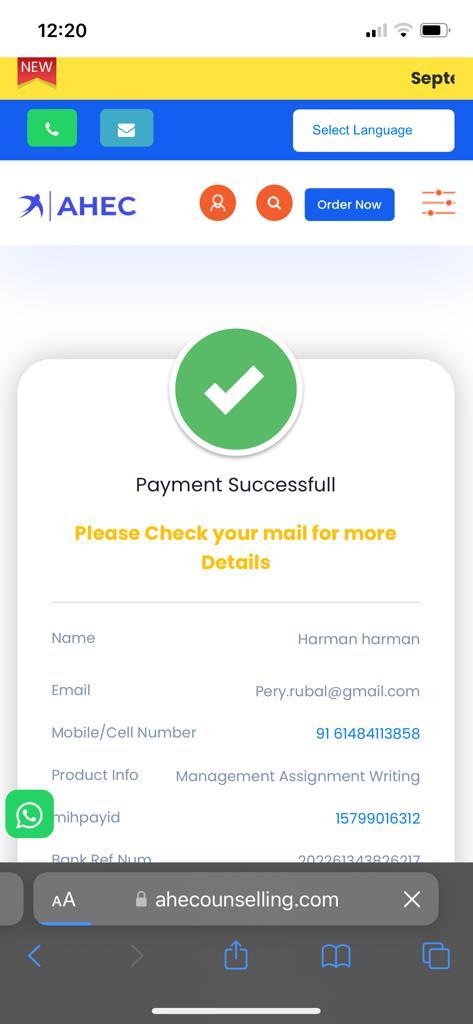 12:20
NEW
Septe
Select Language
AHEC
Order Now
Payment Successfull
Please Check your mail for more
Details
Name Harman harman
Email Pery.rubal@gmail.com
Mobile/Cell Number 91 61484113858
Product Info Management Assignment Writing
mihpayid 15799016312
Bank Ref Num 202261343826217
AA ahecounselling.com